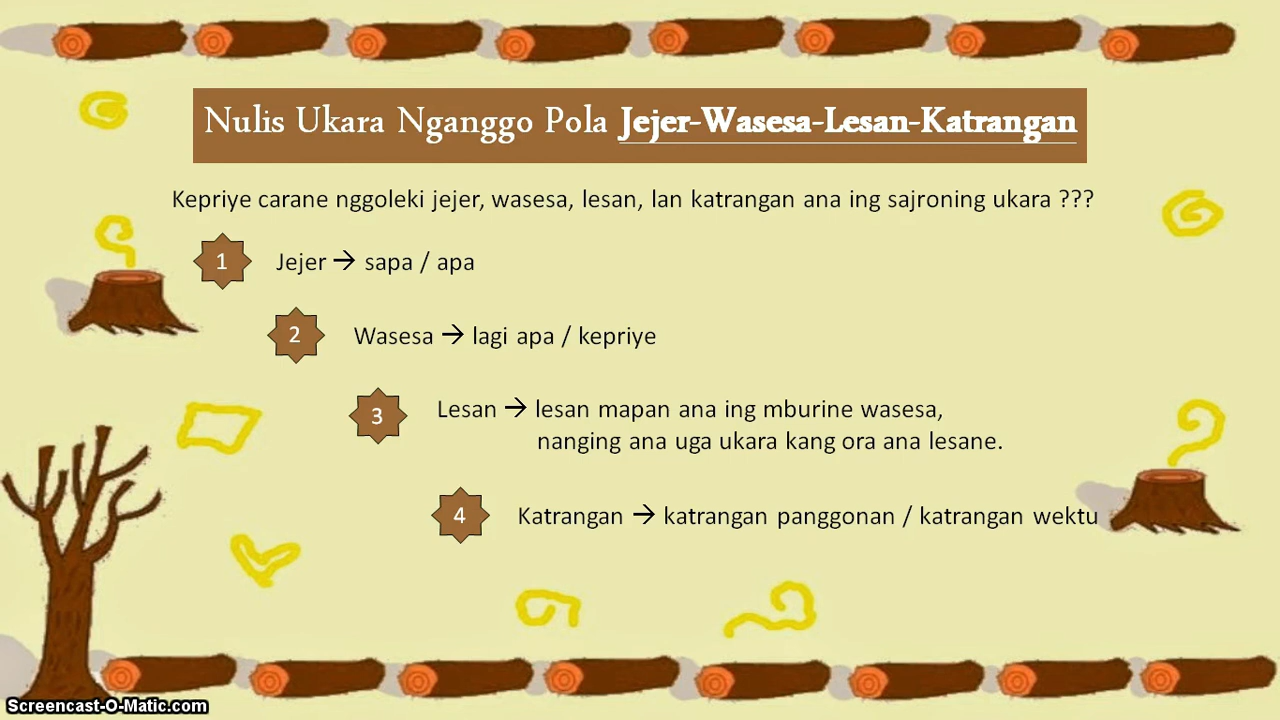 Nulis Ukara Nganggo Pola Jejer-Wasesa-Lesan-Katrangan
Kepriye carane nggoleki jejer, wasesa, lesan, lan katrangan ana ing sajroning ukara ???
1 Jejer → sapa / apa
2 Wasesa → lagi apa / kepriye
3 Lesan → lesan mapan ana ing mburine wasesa,
nanging ana uga ukara kang ora ana lesane.
4 Katrangan → katrangan panggonan / katrangan wektu
Screencast-O-Matic.com